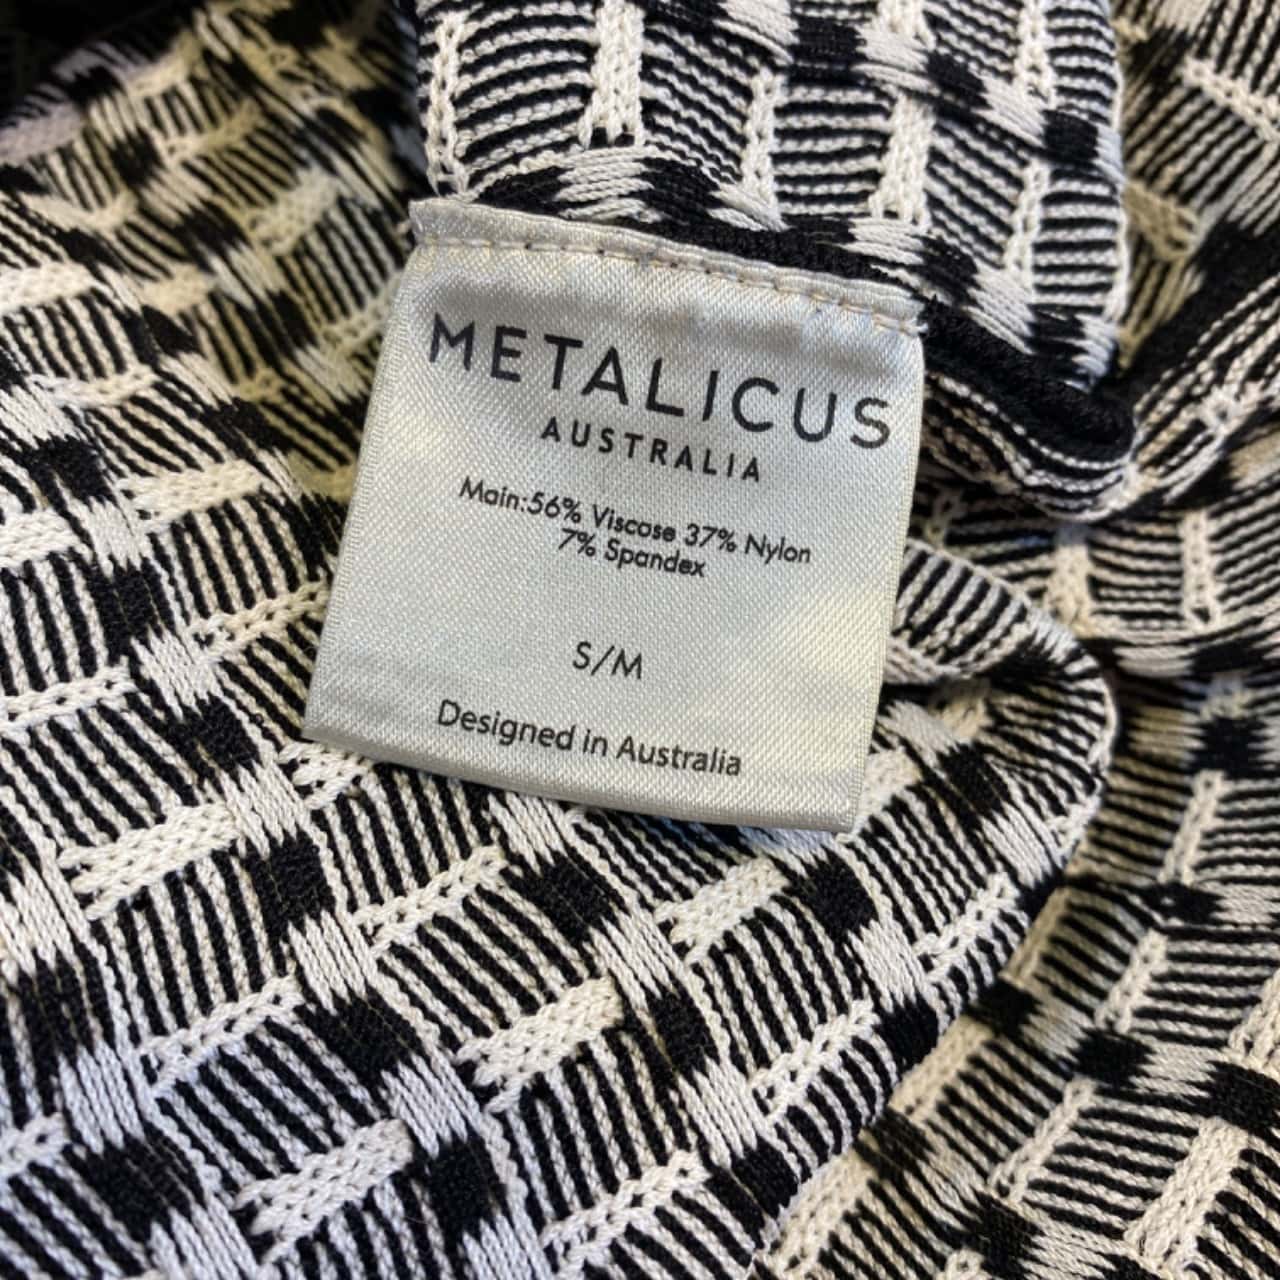 METALICUS
AUSTRALIA
Main:56% Viscose 37% Nylon
7% Spandex
S/M
Designed in Australia